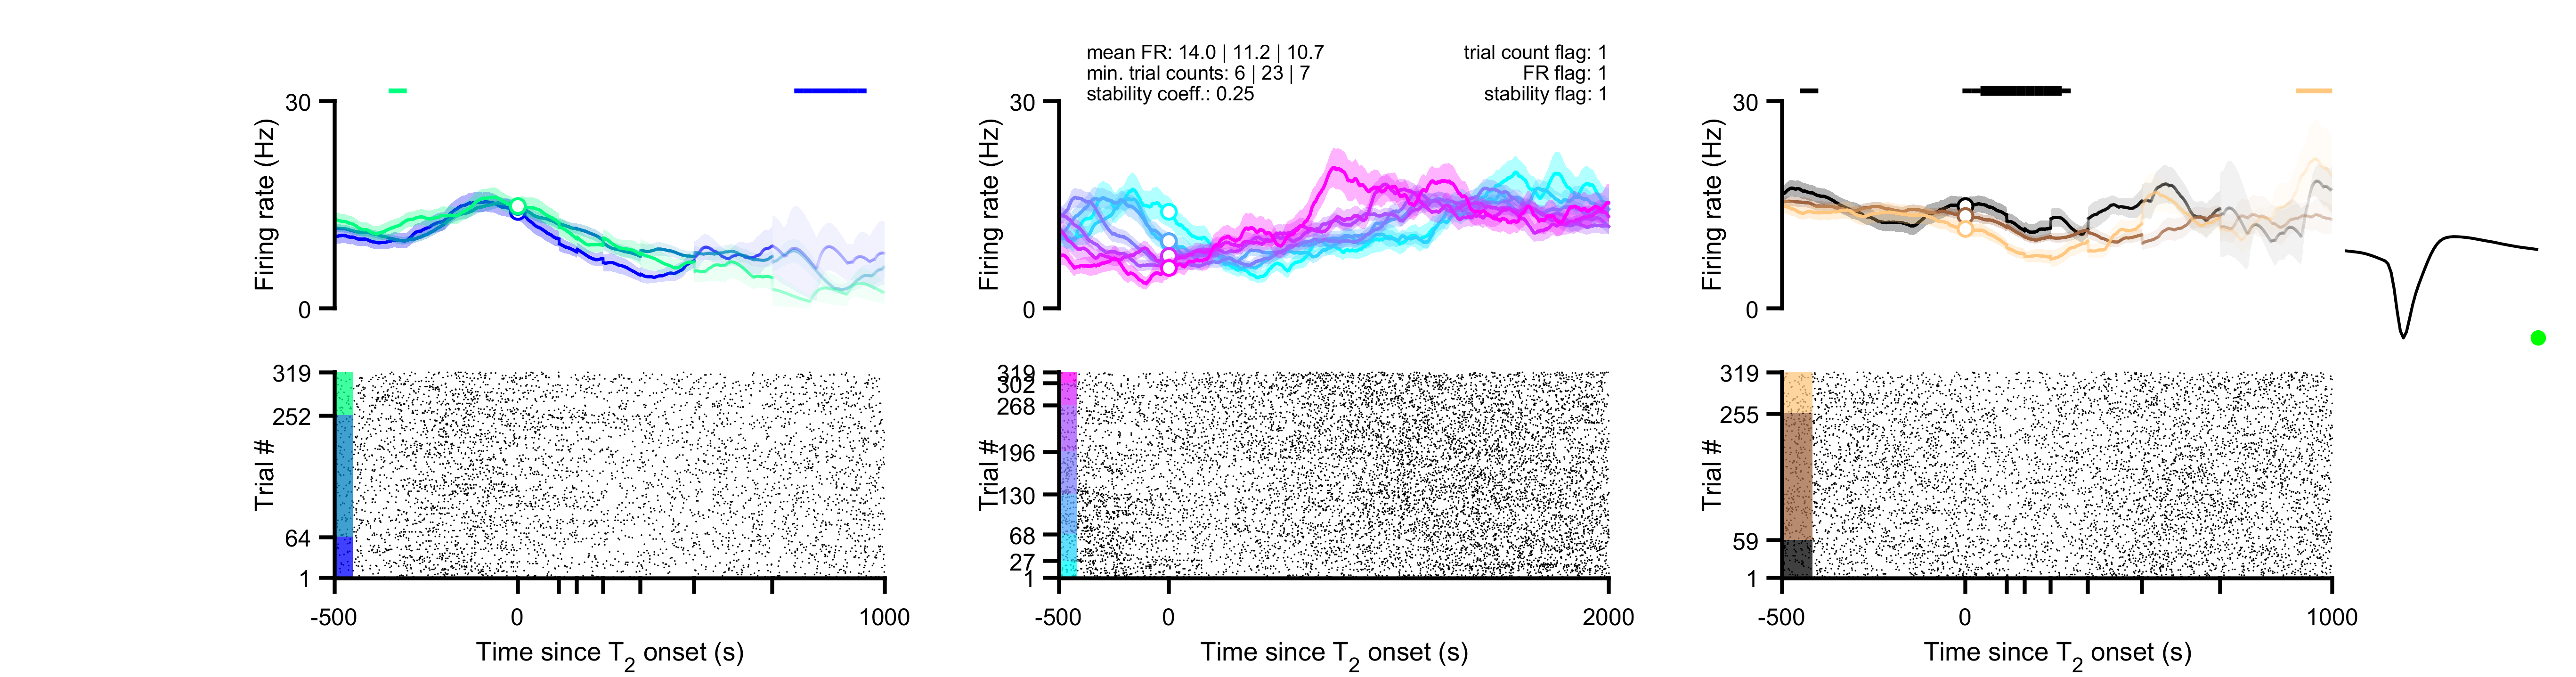 mean FR: 14.0 | 11.2 | 10.7
min. trial counts: 6 | 23 | 7
stability coeff.: 0.25
trial count flag: 1
FR flag: 1
stability flag: 1
30
Firing rate (Hz)
0
30
Firing rate (Hz)
0
30
Firing rate (Hz)
0
319
252
Trial #
64
1
-500
0
1000
Time since T2 onset (s)
319
302
268
196
Trial #
130
68
27
1
-500
0
2000
Time since T2 onset (s)
319
255
Trial #
59
1
-500
0
1000
Time since T2 onset (s)